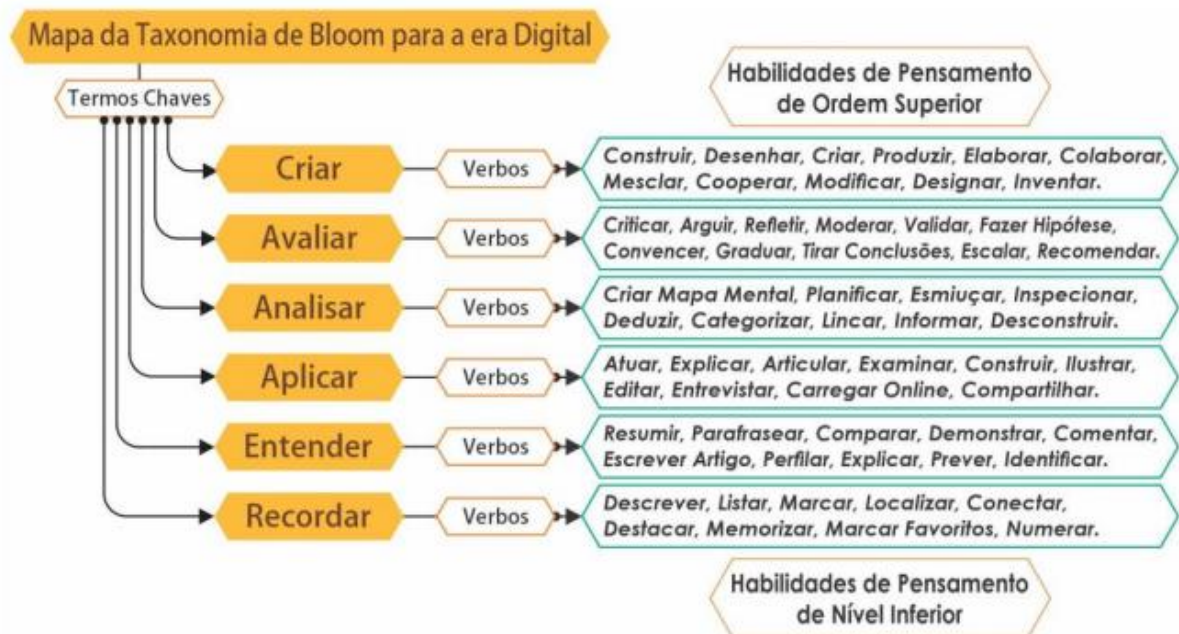 Mapa da Taxonomia de Bloom para a era Digital
Termos Chaves
Habilidades de Pensamento
de Ordem Superior
Criar
Verbos
Construir, Desenhar, Criar, Produzir, Elaborar, Colaborar,
Mesclar, Cooperar, Modificar, Designar, Inventar.
Avaliar
Verbos
Criticar, Arguir, Refletir, Moderar, Validar, Fazer Hipótese,
Convencer, Graduar, Tirar Conclusões, Escalar, Recomendar.
Analisar
Verbos
Criar Mapa Mental, Planificar, Esmiuçar, Inspecionar,
Deduzir, Categorizar, Lincar, Informar, Desconstruir.
Aplicar
Verbos
Atuar, Explicar, Articular, Examinar, Construir, Ilustrar,
Editar, Entrevistar, Carregar Online, Compartilhar.
Entender
Verbos
Resumir, Parafrasear, Comparar, Demonstrar, Comentar,
Escrever Artigo, Perfilar, Explicar, Prever, Identificar.
Recordar
Verbos
Descrever, Listar, Marcar, Localizar, Conectar,
Destacar, Memorizar, Marcar Favoritos, Numerar.
Habilidades de Pensamento
de Nível Inferior